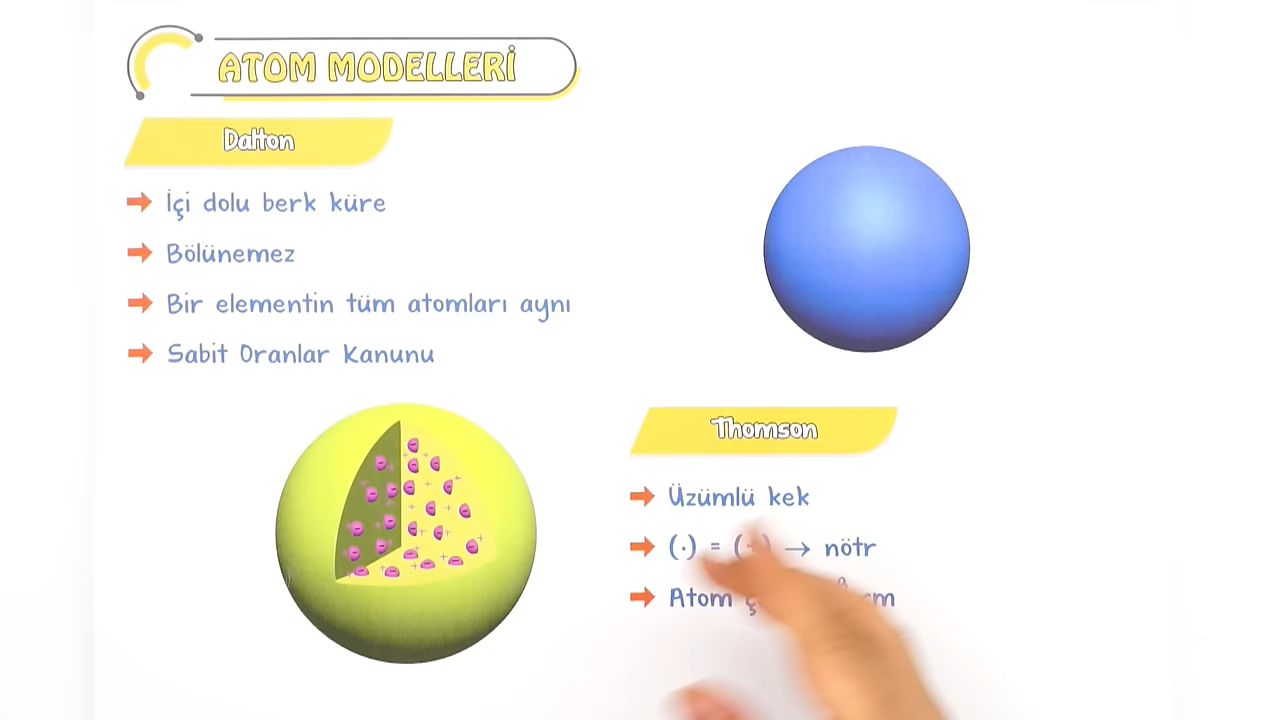 ATOM MODELLERİ
Dalton
İçi dolu berk küre
Bölünemez
Bir elementin tüm atomları aynı
Sabit Oranlar Kanunu
Thomson
Üzümlü kek
(·) = (+) → nötr
Atom